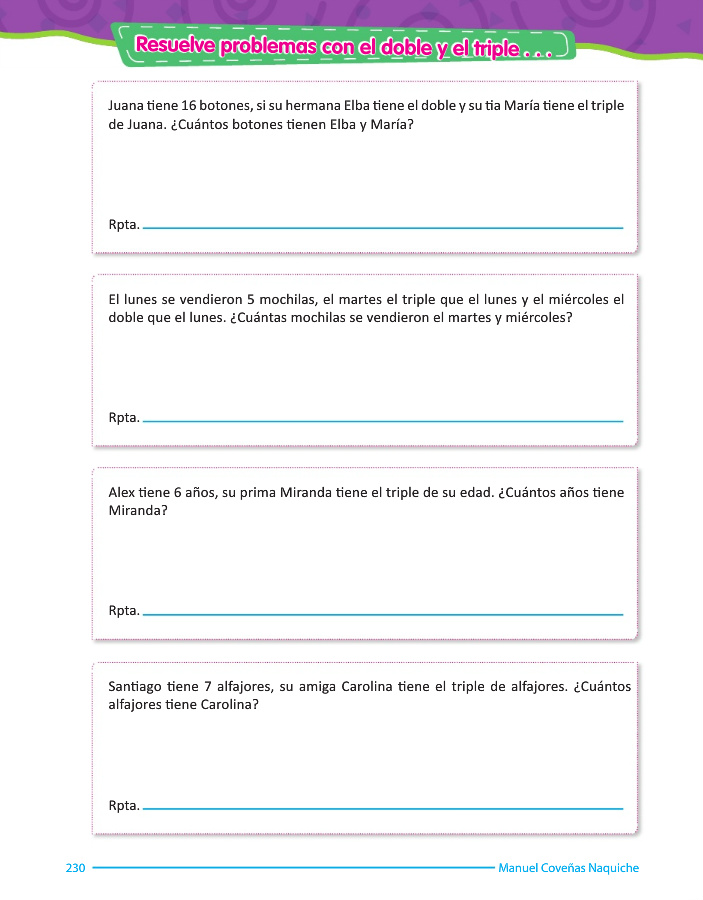 Resuelve problemas con el doble y el triple . . .
Juana tiene 16 botones, si su hermana Elba tiene el doble y su tia María tiene el triple
de Juana. ¿Cuántos botones tienen Elba y María?
Rpta.
El lunes se vendieron 5 mochilas, el martes el triple que el lunes y el miércoles el
doble que el lunes. ¿Cuántas mochilas se vendieron el martes y miércoles?
Rpta.
Alex tiene 6 años, su prima Miranda tiene el triple de su edad. ¿Cuántos años tiene
Miranda?
Rpta.
Santiago tiene 7 alfajores, su amiga Carolina tiene el triple de alfajores. ¿Cuántos
alfajores tiene Carolina?
Rpta.
230
Manuel Coveñas Naquiche